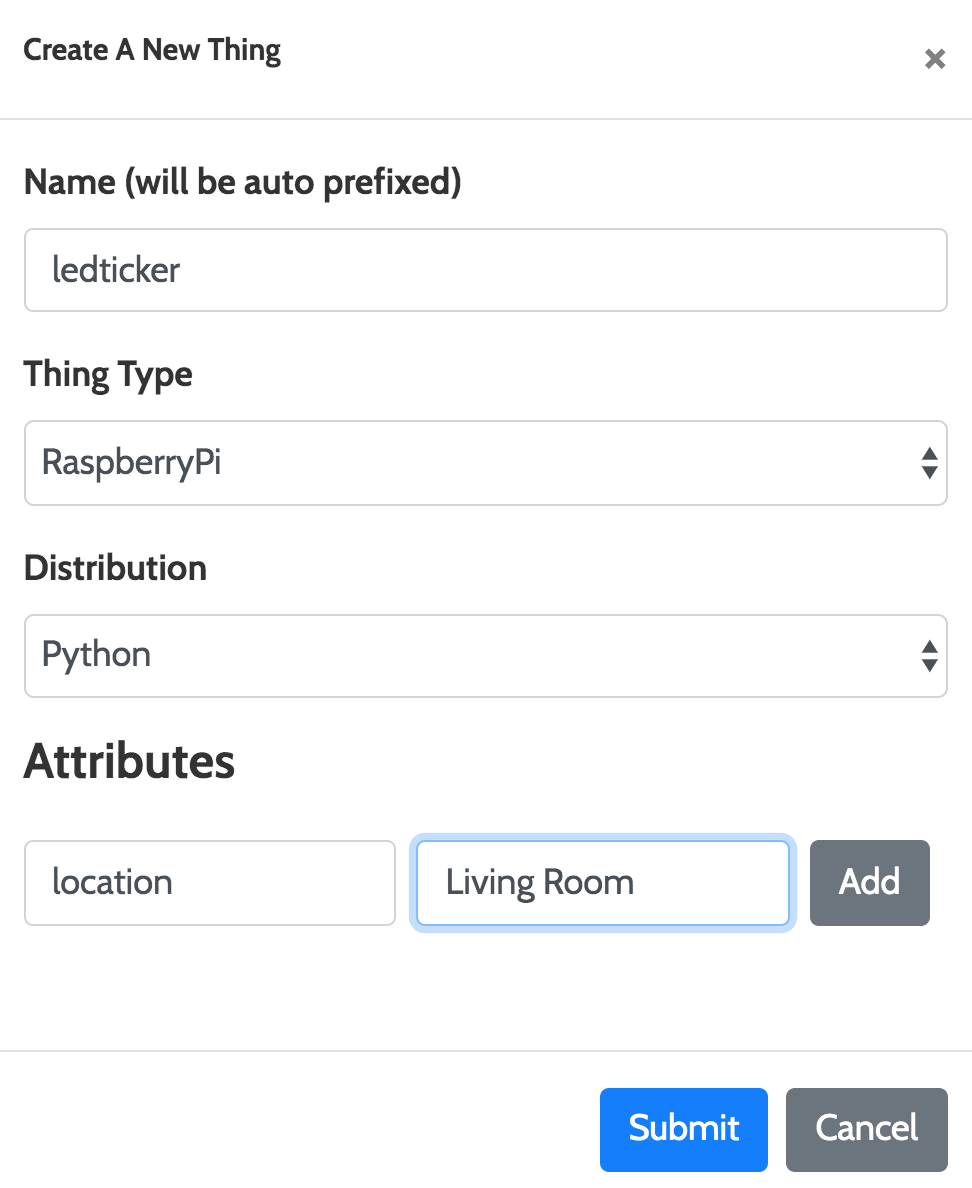 Create A New Thing
×
Name (will be auto prefixed)
ledticker
Thing Type
RaspberryPi
Distribution
Python
Attributes
location Living Room Add
Submit Cancel